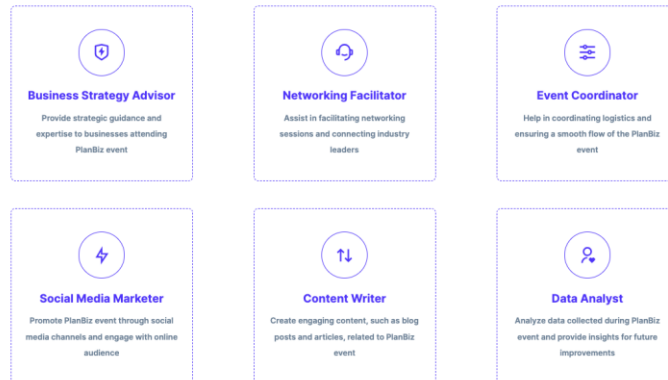 Business Strategy Advisor
Provide strategic guidance and
expertise to businesses attending
PlanBiz event
Networking Facilitator
Assist in facilitating networking
sessions and connecting industry
leaders
Event Coordinator
Help in coordinating logistics and
ensuring a smooth flow of the PlanBiz
event
Social Media Marketer
Promote PlanBiz event through social
media channels and engage with online
audience
Content Writer
Create engaging content, such as blog
posts and articles, related to PlanBiz
event
Data Analyst
Analyze data collected during PlanBiz
event and provide insights for future
improvements